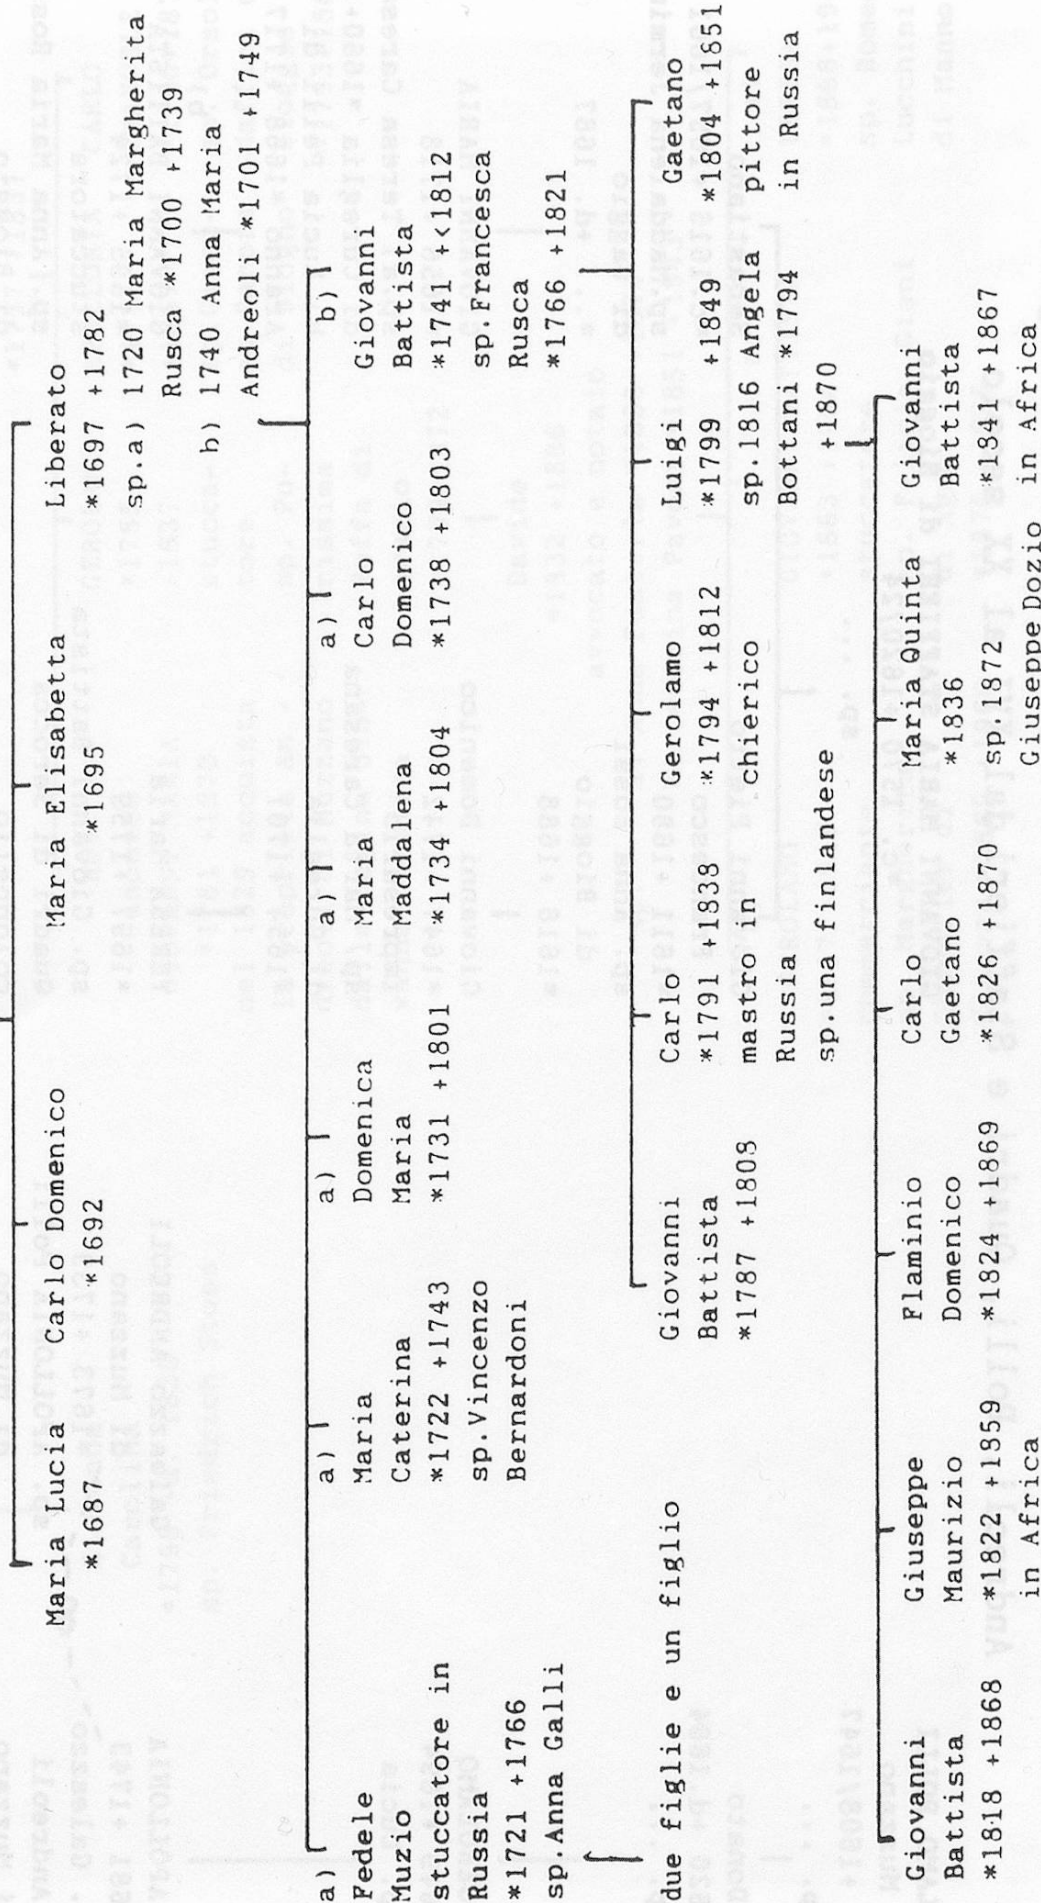 Maria Lucia
*1687
Carlo Domenico
*1692
Maria Elisabetta
*1695
Liberato
*1697 +1782
sp.a) 1720 Maria Margherita
Rusca *1700 +1739
b) 1740 Anna Maria
Andreoli *1701 +1749
a)
Fedele
Muzio
stuccatore in
Russia
*1721 +1766
sp.Anna Galli
a)
Maria
Caterina
*1722 +1743
sp.Vincenzo
Bernardoni
a)
Domenica
Maria
*1731 +1801
a)
Maria
Maddalena
*1734 +1804
a)
Carlo
Domenico
*1738 +1803
b)
Giovanni
Battista
*1741+<1812
sp.Francesca
Rusca
*1766 +1821
due figlie e un figlio
Giovanni
Battista
*1787 +1808
Carlo
*1791 +1838
mastro in
Russia
sp.una finlandese
Gerolamo
*1794 +1812
chierico
Luigi
*1799 +1849
sp.1816 Angela
Bottani *1794
+1870
Gaetano
*1804 +1851
pittore
in Russia
Giovanni
Battista
*1818 +1868
Giuseppe
Maurizio
*1822 +1859
in Africa
Flaminio
Domenico
*1824 +1869
Carlo
Gaetano
*1826 +1870
Maria Quinta
*1836
sp.1872
Giuseppe Dozio
Giovanni
Battista
*1841+1867
in Africa